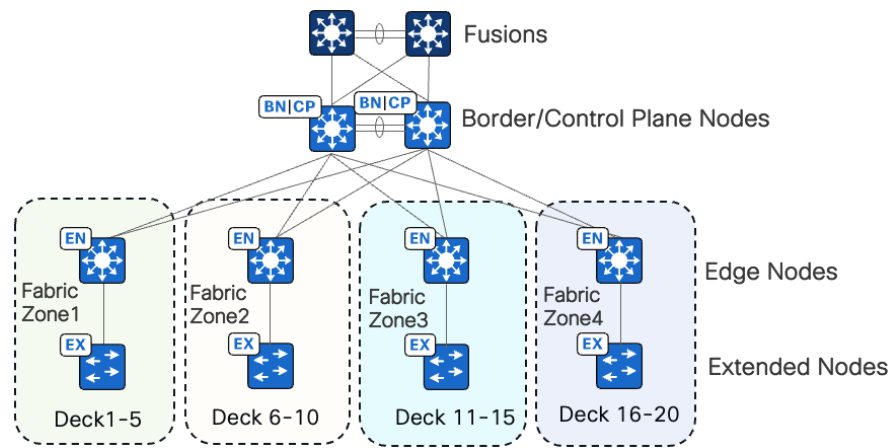 Fusions
BN|CP
BN|CP
Border/Control Plane Nodes
EN
EN
EN
EN
Edge Nodes
Fabric
Zone1
Fabric
Zone2
Fabric
Zone3
Fabric
Zone4
EX
EX
EX
EX
Extended Nodes
Deck1-5
Deck 6-10
Deck 11-15
Deck 16-20